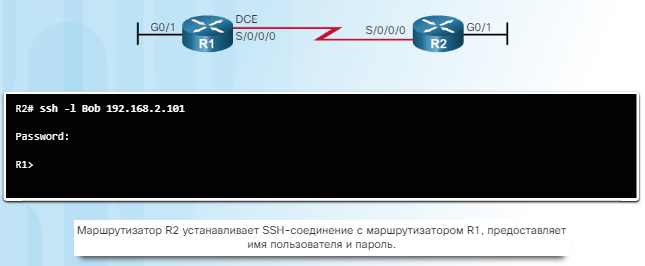 G0/1
DCE
S/0/0/0
R1
S/0/0/0
R2
G0/1
R2# ssh -l Bob 192.168.2.101
Password:
R1>
Маршрутизатор R2 устанавливает SSH-соединение с маршрутизатором R1, предоставляет
имя пользователя и пароль.